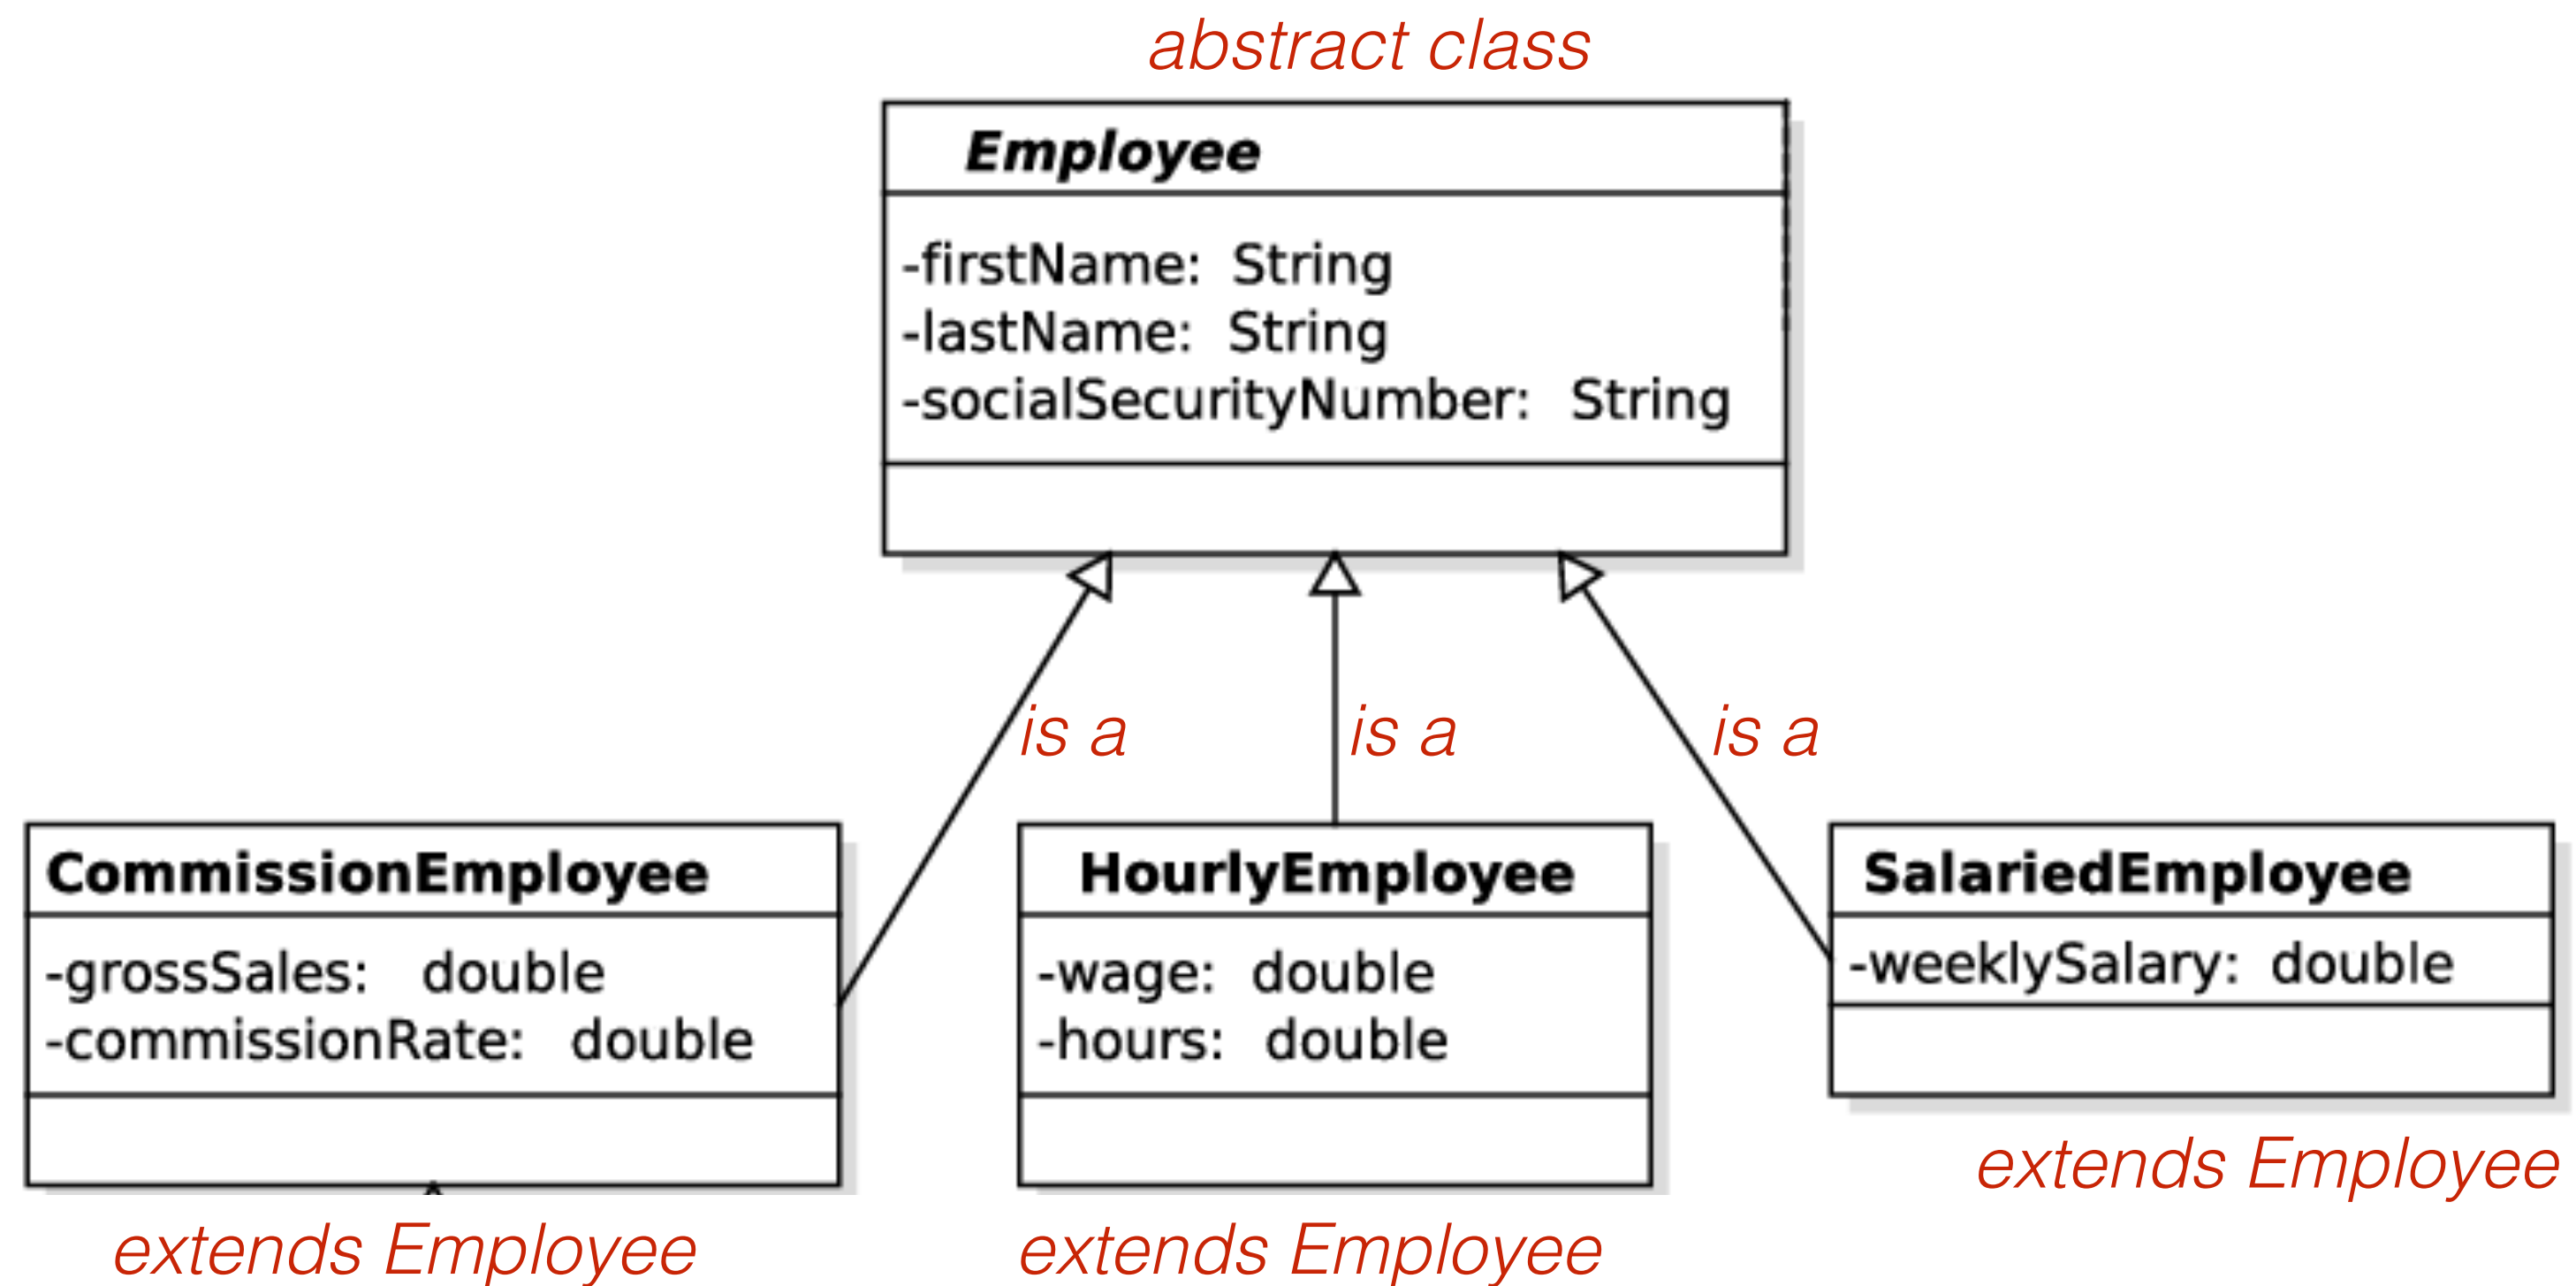 abstract class
Employee
-firstName: String
-lastName: String
-socialSecurityNumber: String
is a
is a
is a
CommissionEmployee
-grossSales: double
-commissionRate: double
extends Employee
HourlyEmployee
-wage: double
-hours: double
extends Employee
SalariedEmployee
-weeklySalary: double
extends Employee